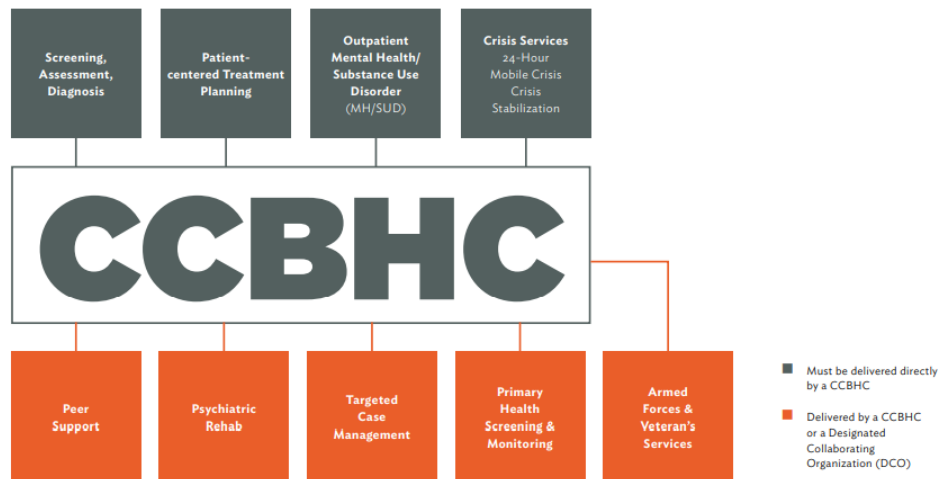 Screening,
Assessment,
Diagnosis
Patient-
centered Treatment
Planning
Outpatient
Mental Health/
Substance Use
Disorder
(MH/SUD)
Crisis Services
24-Hour
Mobile Crisis
Crisis
Stabilization
CCBHC
Peer
Support
Psychiatric
Rehab
Targeted
Case
Management
Primary
Health
Screening &
Monitoring
Armed
Forces &
Veteran's
Services
Must be delivered directly
by a CCBHC
Delivered by a CCBHC
or a Designated
Collaborating
Organization (DCO)